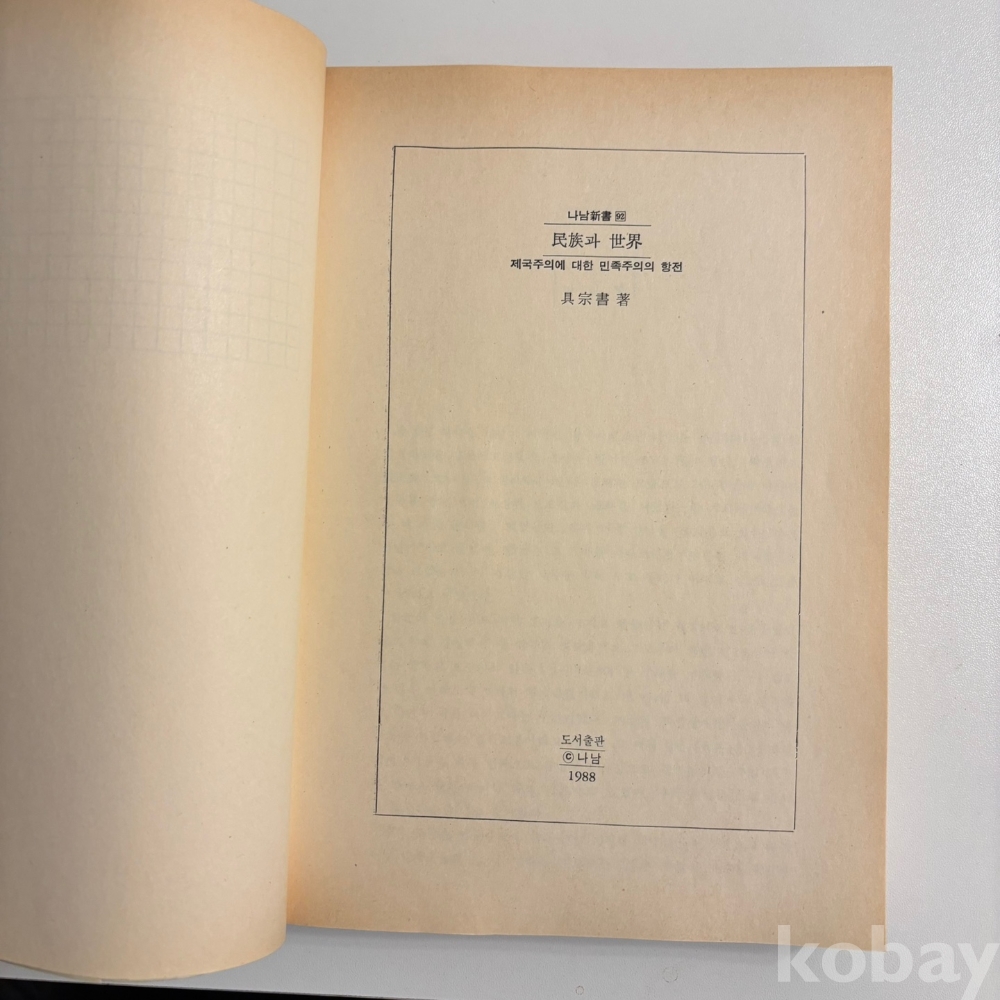 나남新書 92
民族과 世界
제국주의에 대한 민족주의의 항전
具宗書 著
도서출판
ⓒ나남
1988
kobay